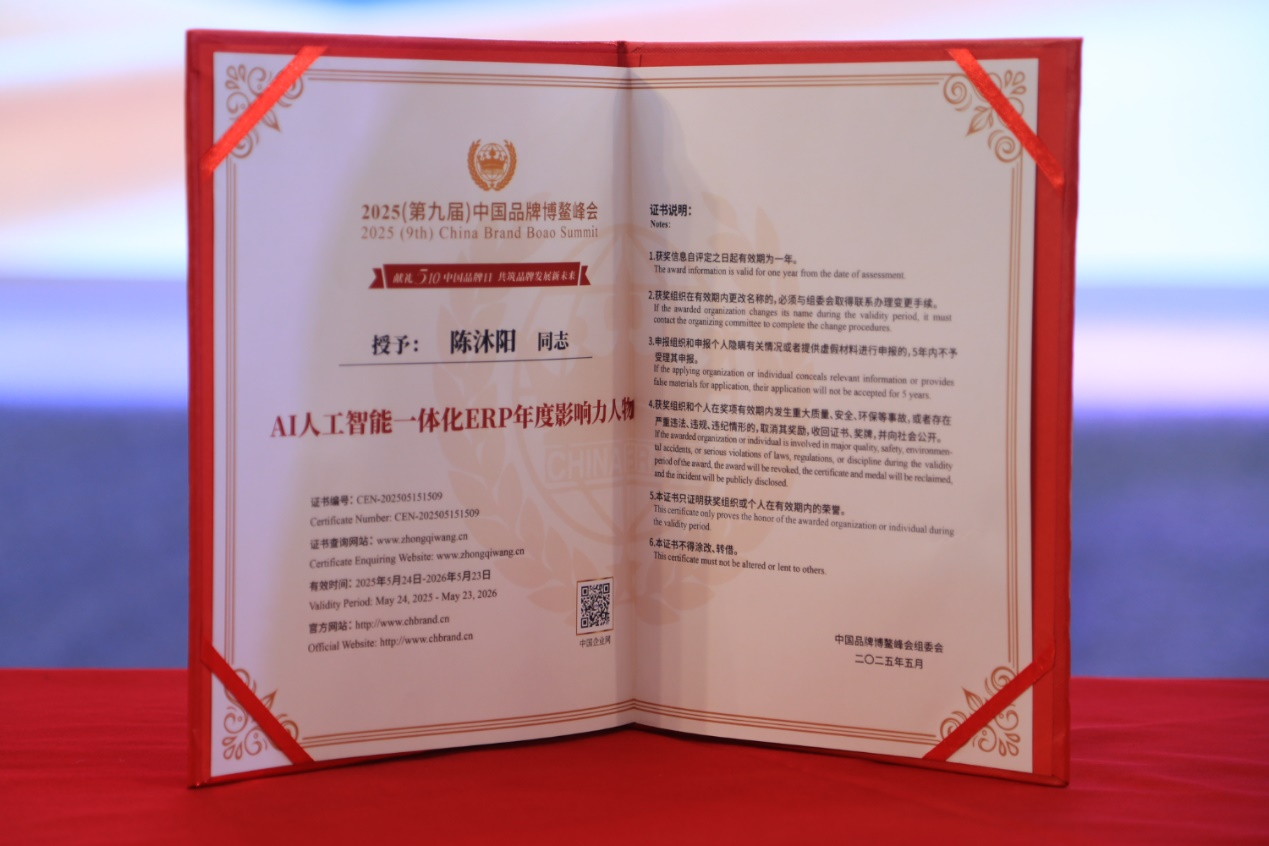 2025(第九届)中国品牌博鳌峰会
2025 (9th) China Brand Boao Summit
献礼 510 中国品牌日 共筑品牌发展新未来
授予： 陈沐阳 同志
AI人工智能一体化ERP年度影响力人物
证书编号：CEN-202505151509
Certificate Number: CEN-202505151509
证书查询网站：www.zhongqiwang.cn
Certificate Enquiring Website: www.zhongqiwang.cn
有效时间：2025年5月24日-2026年5月23日
Validity Period: May 24, 2025 - May 23, 2026
官方网站：http://www.chbrand.cn
Official Website: http://www.chbrand.cn
中国企业网
证书说明：
Notes:
1.获奖信息自评定之日起有效期为一年。
The award information is valid for one year from the date of assessment.
2.获奖组织在有效期内更改名称的，必须与组委会取得联系办理变更手续。
If the awarded organization changes its name during the validity period, it must
contact the organizing committee to complete the change procedures.
3.申报组织和申报个人隐瞒有关情况或者提供虚假材料进行申报的，5年内不予
受理其申报。
If the applying organization or individual conceals relevant information or provides
false materials for application, their application will not be accepted for 5 years.
4.获奖组织和个人在奖项有效期内发生重大质量、安全、环保等事故，或者存在
严重违法、违规、违纪情形的，取消其奖励，收回证书、奖牌，并向社会公开。
If the awarded organization or individual is involved in major quality, safety, environmen-
tal accidents, or serious violations of laws, regulations, or discipline during the validity
period of the award, the award will be revoked, the certificate and medal will be reclaimed,
and the incident will be publicly disclosed.
5.本证书只证明获奖组织或个人在有效期内的荣誉。
This certificate only proves the honor of the awarded organization or individual during
the validity period.
6.本证书不得涂改、转借。
This certificate must not be altered or lent to others.
中国品牌博鳌峰会组委会
二〇二五年五月